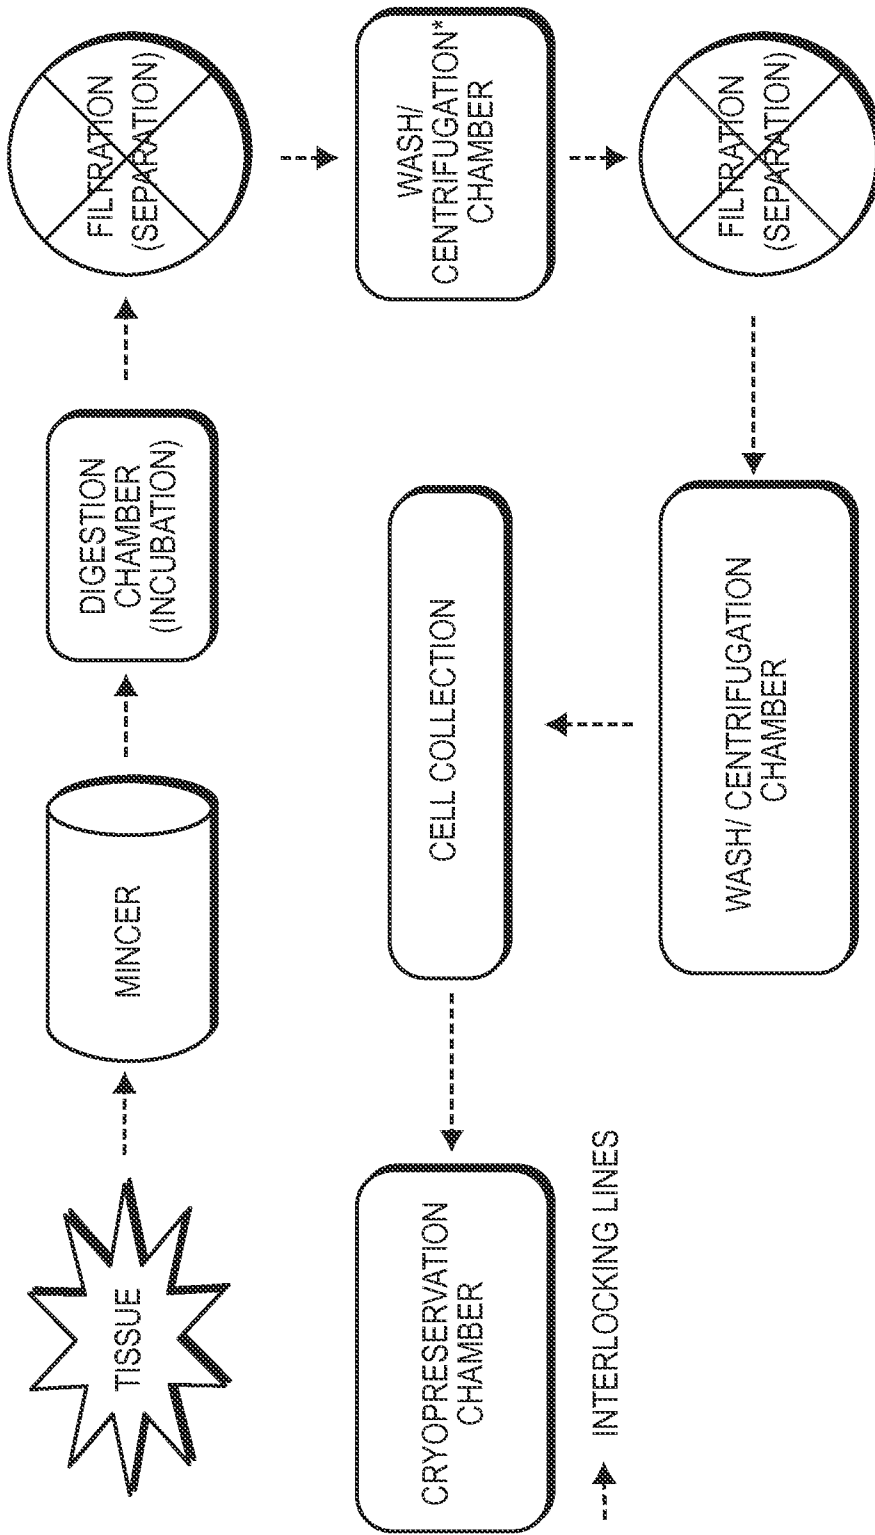 TISSUE
MINCER
DIGESTION
CHAMBER
(INCUBATION)
FILTRATION
(SEPARATION)
WASH/
CENTRIFUGATION*
CHAMBER
FILTRATION
(SEPARATION)
WASH/ CENTRIFUGATION
CHAMBER
CELL COLLECTION
CRYOPRESERVATION
CHAMBER
INTERLOCKING LINES